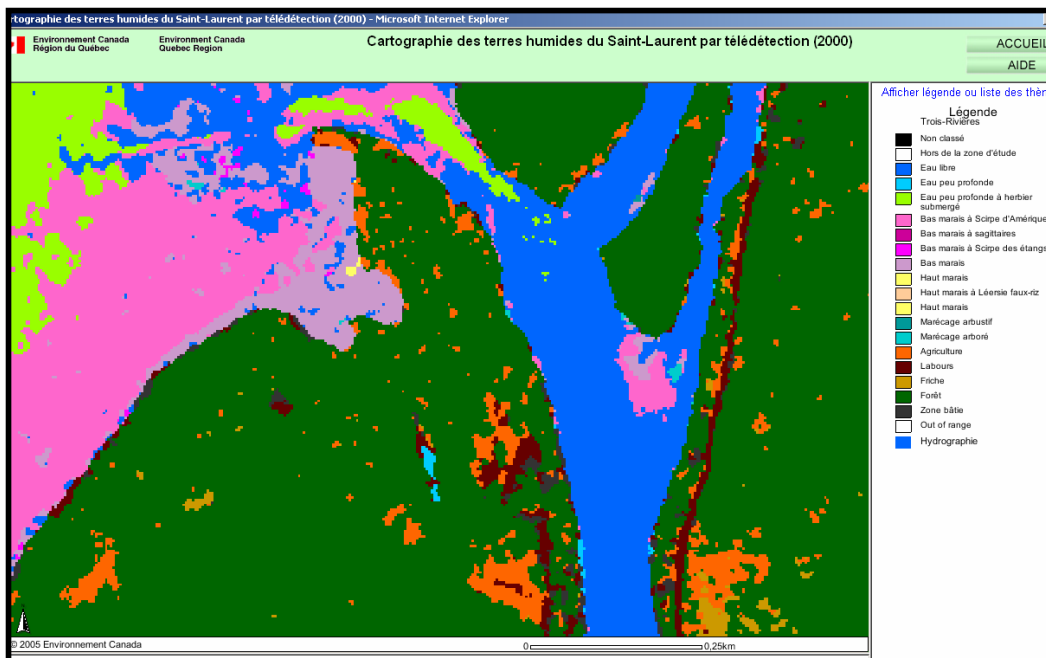 rtographie des terres humides du Saint-Laurent par télédétection (2000) - Microsoft Internet Explorer
Environnement Canada
Région du Québec
Environment Canada
Quebec Region
Cartographie des terres humides du Saint-Laurent par télédétection (2000)
ACCUEIL
AIDE
Afficher légende ou liste des thèm
Légende
Trois-Rivières
Non classé
Hors de la zone d'étude
Eau libre
Eau peu profonde
Eau peu profonde à herbier
submergé
Bas marais à Scirpe d'Amérique
Bas marais à sagittaires
Bas marais à Scirpe des étangs
Bas marais
Haut marais
Haut marais à Léersie faux-riz
Haut marais
Marécage arbustif
Marécage arboré
Agriculture
Labours
Friche
Forêt
Zone bâtie
Out of range
Hydrographie
© 2005 Environnement Canada
0
0,25km